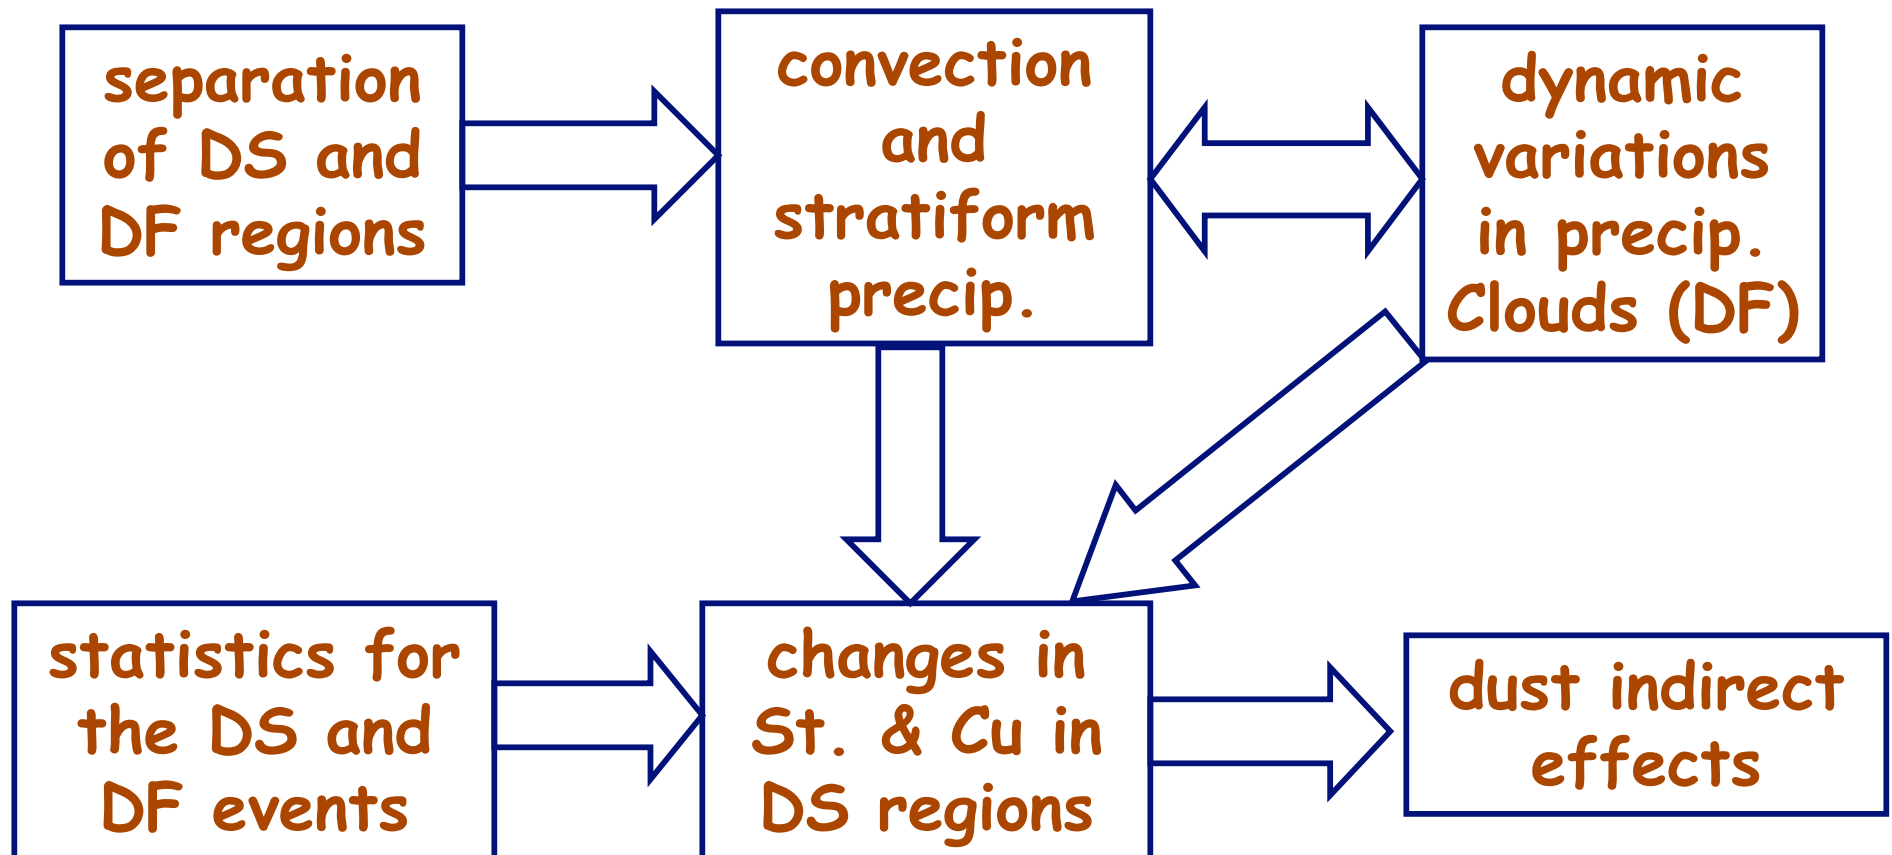 separation
of DS and
DF regions
convection
and
stratiform
precip.
dynamic
variations
in precip.
Clouds (DF)
statistics for
the DS and
DF events
changes in
St. & Cu in
DS regions
dust indirect
effects